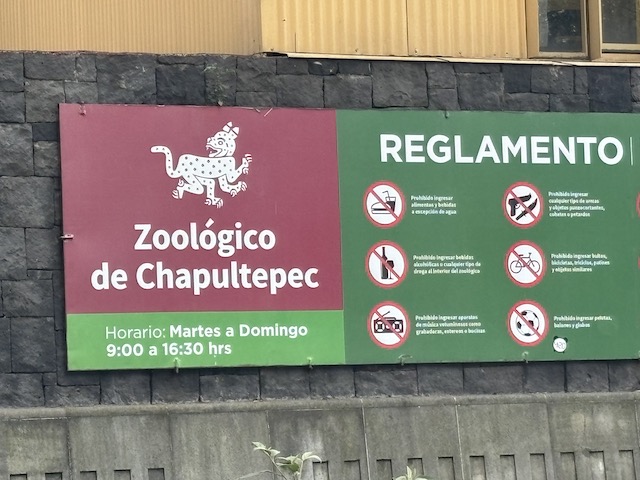 Zoológico
de Chapultepec
Horario: Martes a Domingo
9:00 a 16:30 hrs
REGLAMENTO
Prohibido ingresar
alimentos y bebidas
a excepción de agua
Prohibido ingresar
cualquier tipo de armas
y objetos punzocortantes,
cohetes o petardos
Prohibido ingresar bebidas
alcohólicas o cualquier tipo de
droga al interior del zoológico
Prohibido ingresar bultos,
bicicletas, triciclos, patines
y objetos similares
Prohibido ingresar aparatos
de música voluminosos como
grabadoras, estereos o bocinas
Prohibido ingresar pelotas,
balones y globos